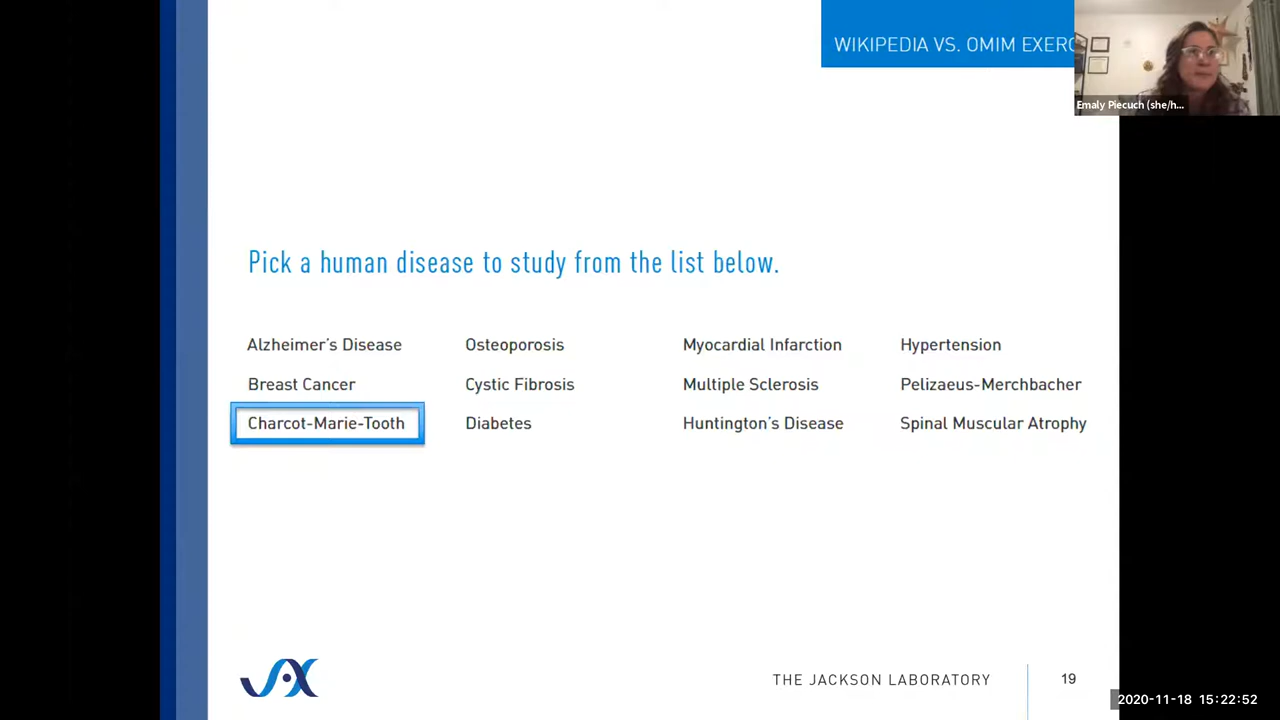 WIKIPEDIA VS. OMIM EXERC
Emaly Piecuch (she/h...
Pick a human disease to study from the list below.
Alzheimer's Disease Osteoporosis Myocardial Infarction Hypertension
Breast Cancer Cystic Fibrosis Multiple Sclerosis Pelizaeus-Merchbacher
Charcot-Marie-Tooth Diabetes Huntington's Disease Spinal Muscular Atrophy
JAX
THE JACKSON LABORATORY 19
2020-11-18 15:22:52